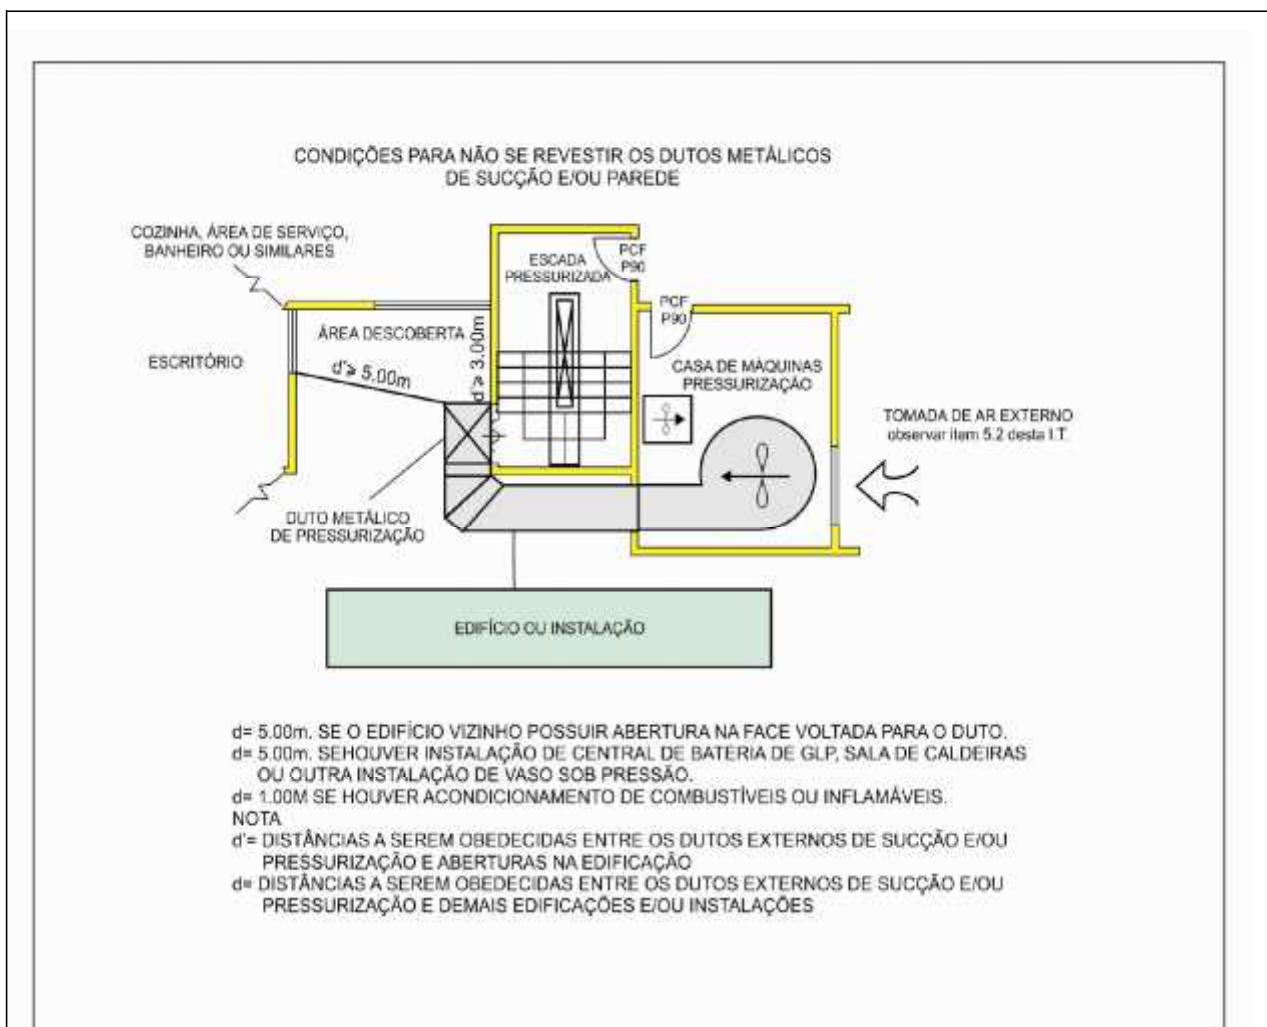 CONDIÇÕES PARA NÃO SE REVESTIR OS DUTOS METÁLICOS
DE SUCÇÃO E/OU PAREDE
COZINHA, ÁREA DE SERVIÇO,
BANHEIRO OU SIMILARES
ESCADA
PRESSURIZADA
PCF
P90
PCF
P90
ÁREA DESCOBERTA
ESCRITÓRIO
d'⩾ 5.00m
d'⩾ 3.00m
CASA DE MÁQUINAS
PRESSURIZAÇÃO
TOMADA DE AR EXTERNO
observar item 5.2 desta I.T.
DUTO METÁLICO
DE PRESSURIZAÇÃO
EDIFÍCIO OU INSTALAÇÃO
d= 5.00m. SE O EDIFÍCIO VIZINHO POSSUIR ABERTURA NA FACE VOLTADA PARA O DUTO.
d= 5.00m. SEHOUVER INSTALAÇÃO DE CENTRAL DE BATERIA DE GLP, SALA DE CALDEIRAS
OU OUTRA INSTALAÇÃO DE VASO SOB PRESSÃO.
d= 1.00M SE HOUVER ACONDICIONAMENTO DE COMBUSTÍVEIS OU INFLAMÁVEIS.
NOTA
d'= DISTÂNCIAS A SEREM OBEDECIDAS ENTRE OS DUTOS EXTERNOS DE SUCÇÃO E/OU
PRESSURIZAÇÃO E ABERTURAS NA EDIFICAÇÃO
d= DISTÂNCIAS A SEREM OBEDECIDAS ENTRE OS DUTOS EXTERNOS DE SUCÇÃO E/OU
PRESSURIZAÇÃO E DEMAIS EDIFICAÇÕES E/OU INSTALAÇÕES